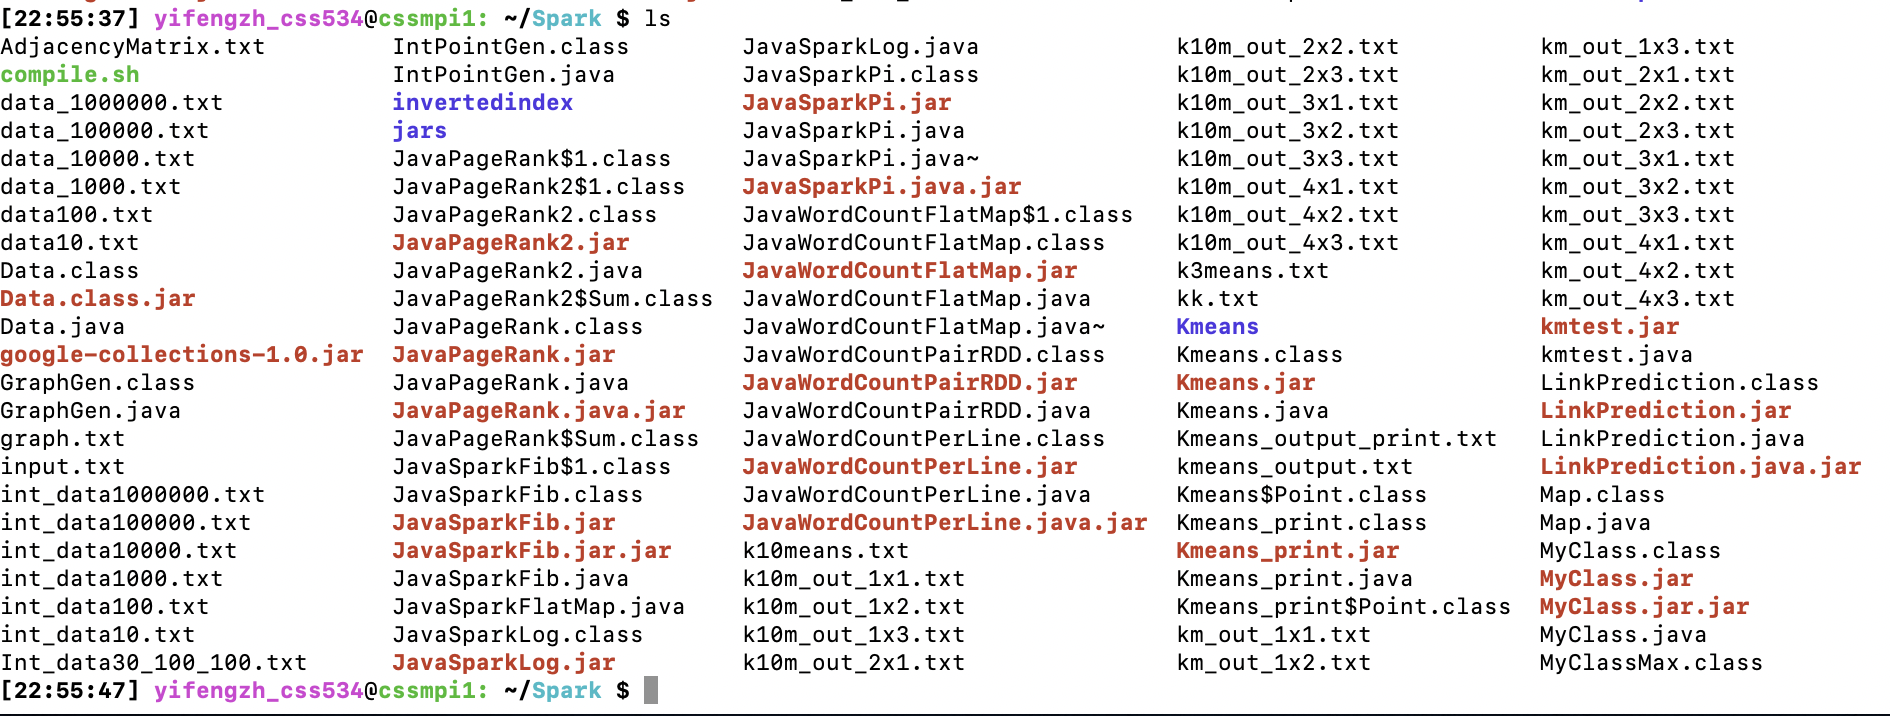 [22:55:37] yifengzh_css534@cssmpi1: ~/Spark $ ls
AdjacencyMatrix.txt IntPointGen.class JavaSparkLog.java k10m_out_2x2.txt km_out_1x3.txt
compile.sh IntPointGen.java JavaSparkPi.class k10m_out_2x3.txt km_out_2x1.txt
data_1000000.txt invertedindex JavaSparkPi.jar k10m_out_3x1.txt km_out_2x2.txt
data_100000.txt jars JavaSparkPi.java k10m_out_3x2.txt km_out_2x3.txt
data_10000.txt JavaPageRank$1.class JavaSparkPi.java~ k10m_out_3x3.txt km_out_3x1.txt
data_1000.txt JavaPageRank2$1.class JavaSparkPi.java.jar k10m_out_4x1.txt km_out_3x2.txt
data100.txt JavaPageRank2.class JavaWordCountFlatMap$1.class k10m_out_4x2.txt km_out_3x3.txt
data10.txt JavaPageRank2.jar JavaWordCountFlatMap.class k10m_out_4x3.txt km_out_4x1.txt
Data.class JavaPageRank2.java JavaWordCountFlatMap.jar k3means.txt km_out_4x2.txt
Data.class.jar JavaPageRank2$Sum.class JavaWordCountFlatMap.java kk.txt km_out_4x3.txt
Data.java JavaPageRank.class JavaWordCountFlatMap.java~ Kmeans kmtest.jar
google-collections-1.0.jar JavaPageRank.jar JavaWordCountPairRDD.class Kmeans.class kmtest.java
GraphGen.class JavaPageRank.java JavaWordCountPairRDD.jar Kmeans.jar LinkPrediction.class
GraphGen.java JavaPageRank.java.jar JavaWordCountPairRDD.java Kmeans.java LinkPrediction.jar
graph.txt JavaPageRank$Sum.class JavaWordCountPerLine.class Kmeans_output_print.txt LinkPrediction.java
input.txt JavaSparkFib$1.class JavaWordCountPerLine.jar kmeans_output.txt LinkPrediction.java.jar
int_data1000000.txt JavaSparkFib.class JavaWordCountPerLine.java Kmeans$Point.class Map.class
int_data100000.txt JavaSparkFib.jar JavaWordCountPerLine.java.jar Kmeans_print.class Map.java
int_data10000.txt JavaSparkFib.jar.jar k10means.txt Kmeans_print.jar MyClass.class
int_data1000.txt JavaSparkFib.java k10m_out_1x1.txt Kmeans_print.java MyClass.jar
int_data100.txt JavaSparkFlatMap.java k10m_out_1x2.txt Kmeans_print$Point.class MyClass.jar.jar
int_data10.txt JavaSparkLog.class k10m_out_1x3.txt km_out_1x1.txt MyClass.java
Int_data30_100_100.txt JavaSparkLog.jar k10m_out_2x1.txt km_out_1x2.txt MyClassMax.class
[22:55:47] yifengzh_css534@cssmpi1: ~/Spark $